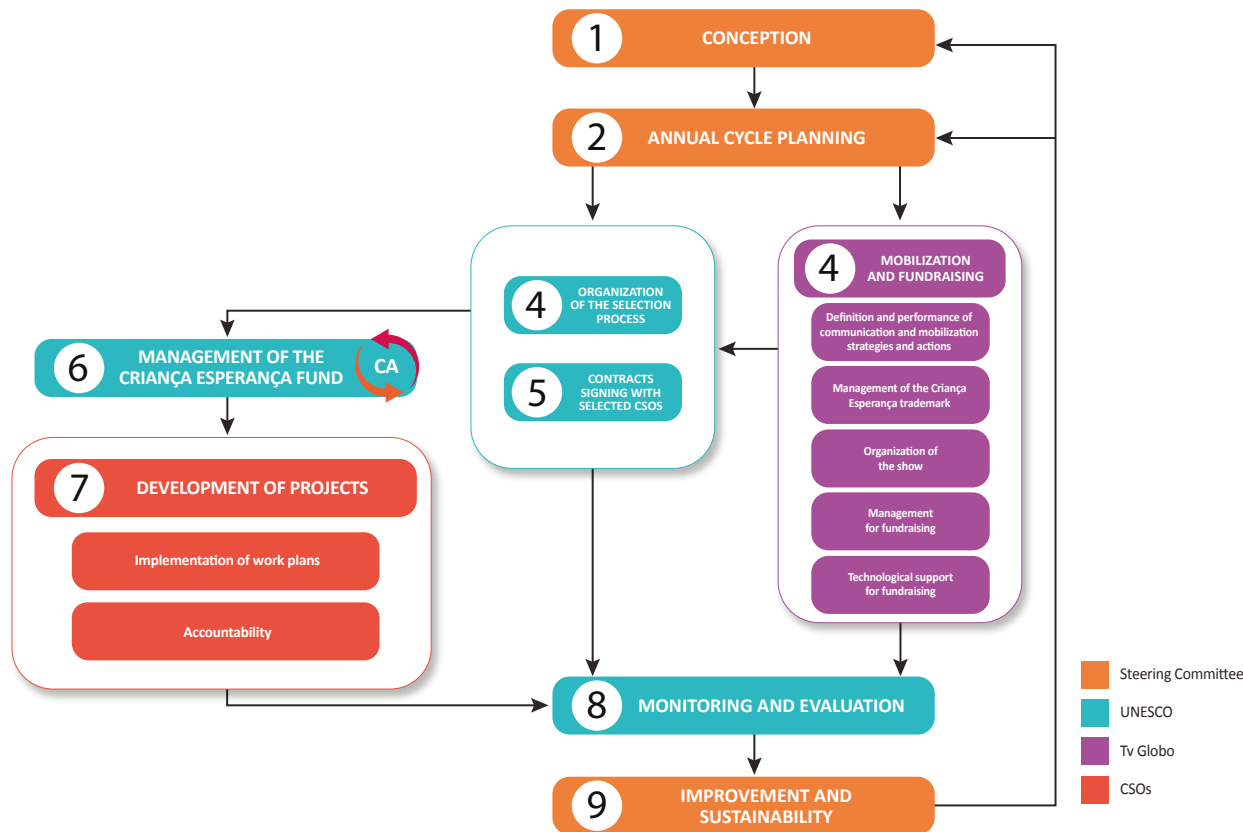 1
CONCEPTION
2
ANNUAL CYCLE PLANNING
4
ORGANIZATION
OF THE SELECTION
PROCESS
5
CONTRACTS
SIGNING WITH
SELECTED CSOS
4
MOBILIZATION
AND FUNDRAISING
Definition and performance of
communication and mobilization
strategies and actions
Management of the Criança
Esperança trademark
Organization of
the show
Management
for fundraising
Technological support
for fundraising
6
MANAGEMENT OF THE
CRIANÇA ESPERANÇA FUND
CA
7
DEVELOPMENT OF PROJECTS
Implementation of work plans
Accountability
8
MONITORING AND EVALUATION
9
IMPROVEMENT AND
SUSTAINABILITY
Steering Committee
UNESCO
Tv Globo
CSOs